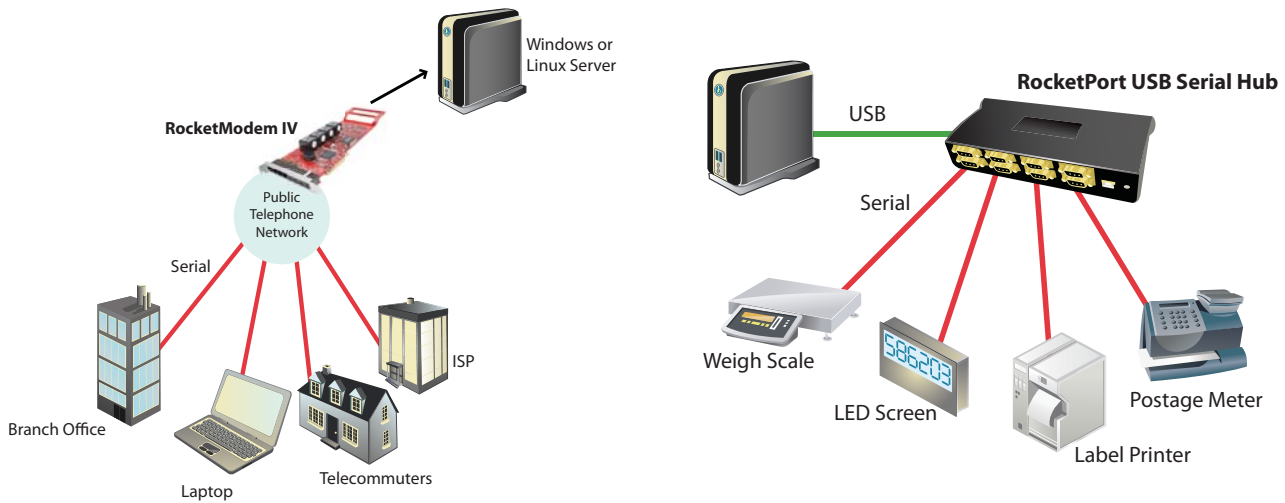 Windows or
Linux Server
RocketModem IV
Public
Telephone
Network
Serial
Branch Office
Laptop
Telecommuters
ISP
RocketPort USB Serial Hub
USB
Serial
Weigh Scale
586203
LED Screen
Label Printer
Postage Meter